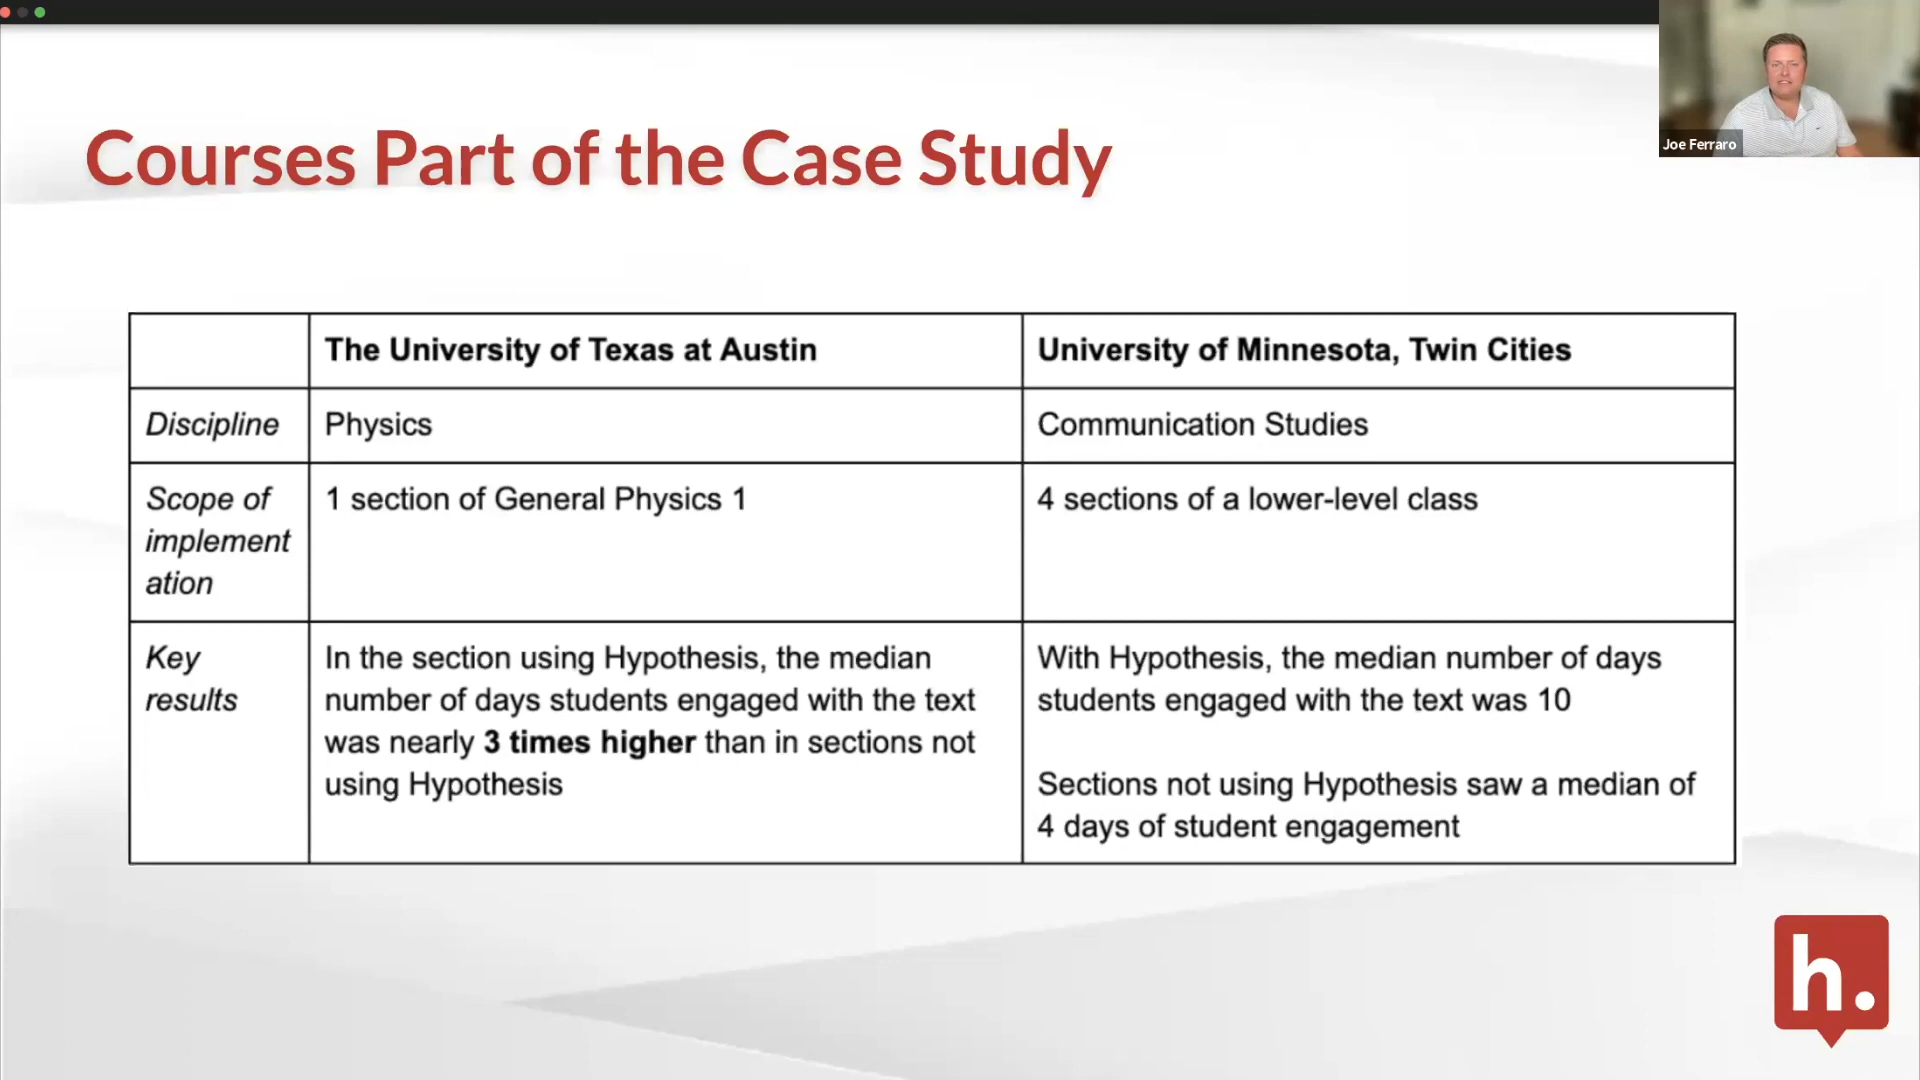 Joe Ferraro
Courses Part of the Case Study
The University of Texas at Austin
University of Minnesota, Twin Cities
Discipline
Physics
Communication Studies
Scope of
implement
ation
1 section of General Physics 1
4 sections of a lower-level class
Key
results
In the section using Hypothesis, the median
number of days students engaged with the text
was nearly 3 times higher than in sections not
using Hypothesis
With Hypothesis, the median number of days
students engaged with the text was 10
Sections not using Hypothesis saw a median of
4 days of student engagement
h.